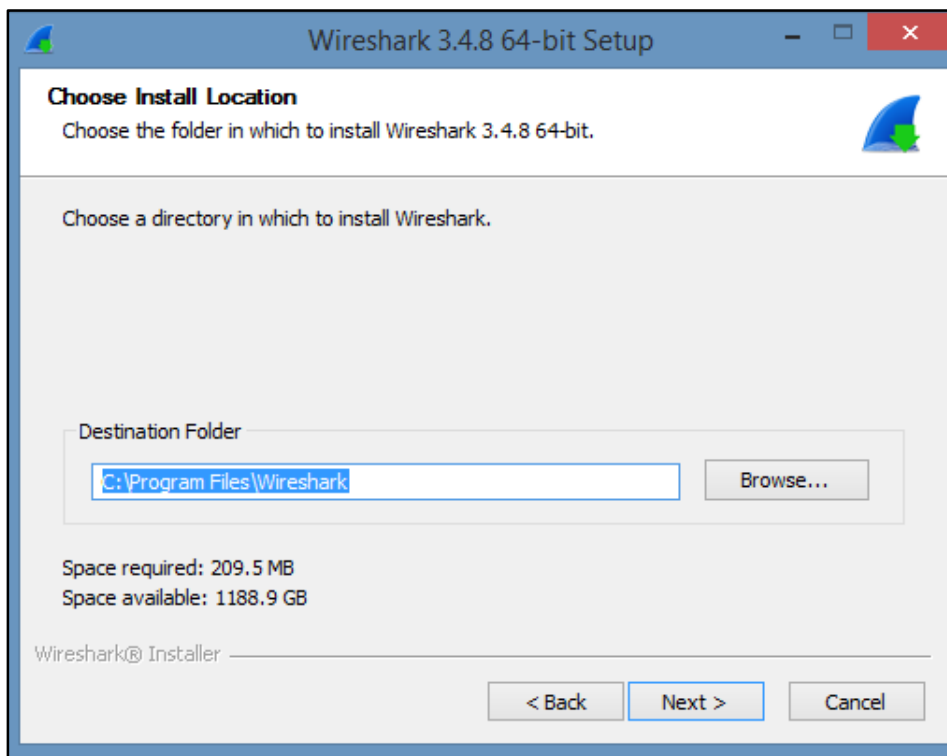 Wireshark 3.4.8 64-bit Setup
Choose Install Location
Choose the folder in which to install Wireshark 3.4.8 64-bit.
Choose a directory in which to install Wireshark.
Destination Folder
C:\Program Files\Wireshark
Browse...
Space required: 209.5 MB
Space available: 1188.9 GB
Wireshark® Installer
< Back
Next >
Cancel